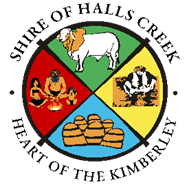 SHIRE OF HALLS CREEK
HEART OF THE KIMBERLEY